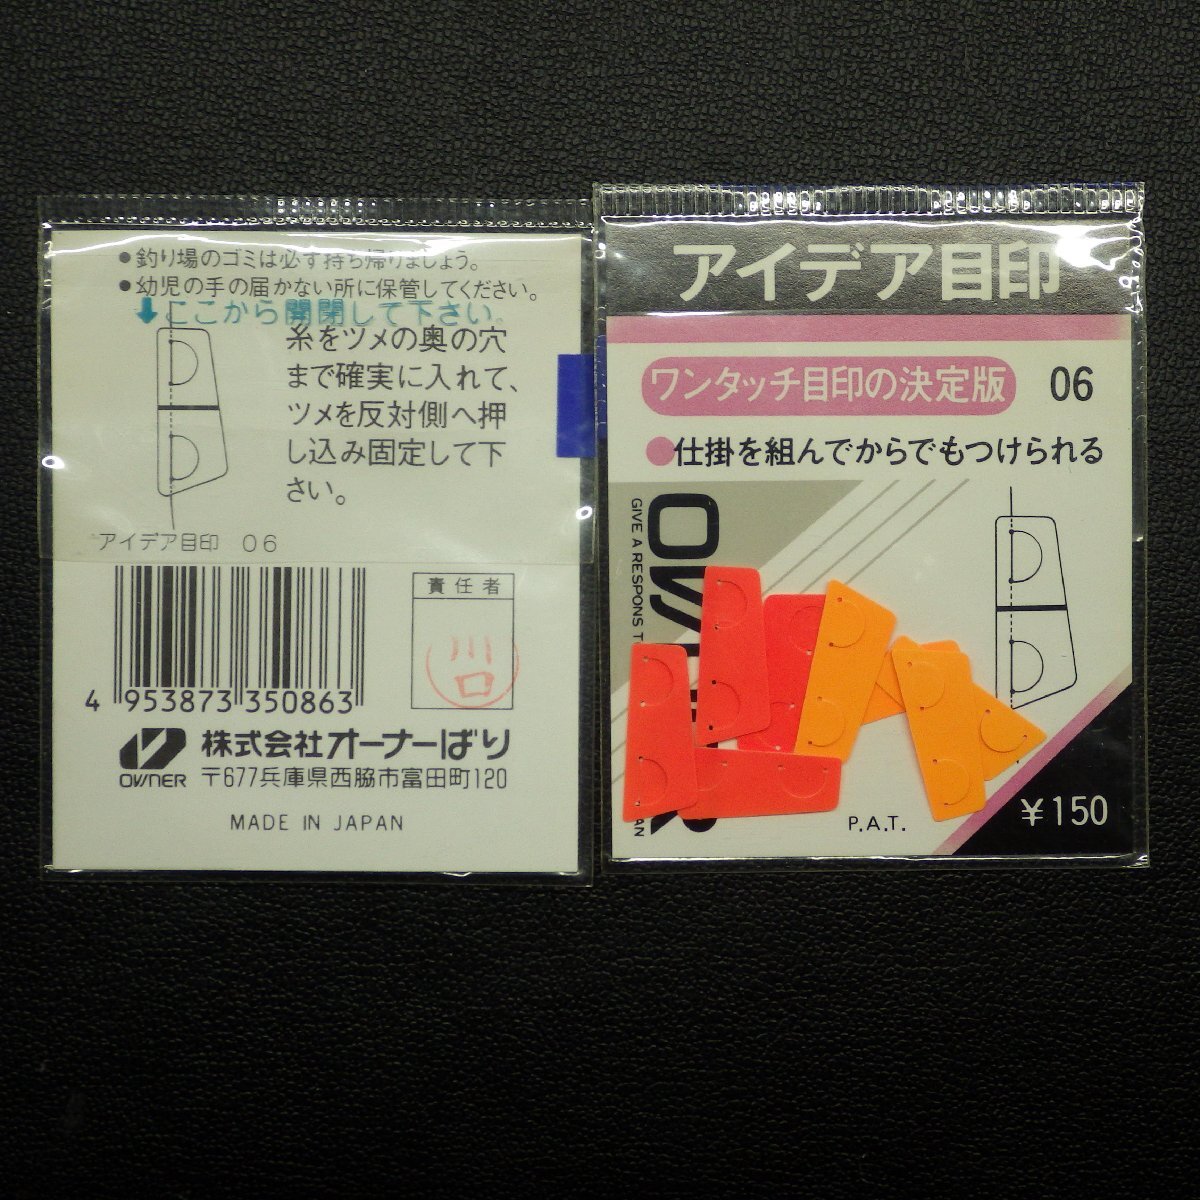 ●釣り場のゴミは必ず持ち帰りましょう。
●幼児の手の届かない所に保管してください。
⬇ここから開閉して下さい。
糸をツメの奥の穴
まで確実に入れて、
ツメを反対側へ押
し込み固定して下
さい。
アイデア目印 06
責任者
川口
4 953873 350863
OWNER
株式会社オーナーばり
〒677兵庫県西脇市富田町120
MADE IN JAPAN
アイデア目印
ワンタッチ目印の決定版 06
●仕掛を組んでからでもつけられる
GIVE A RESPONS
P.A.T.
¥150